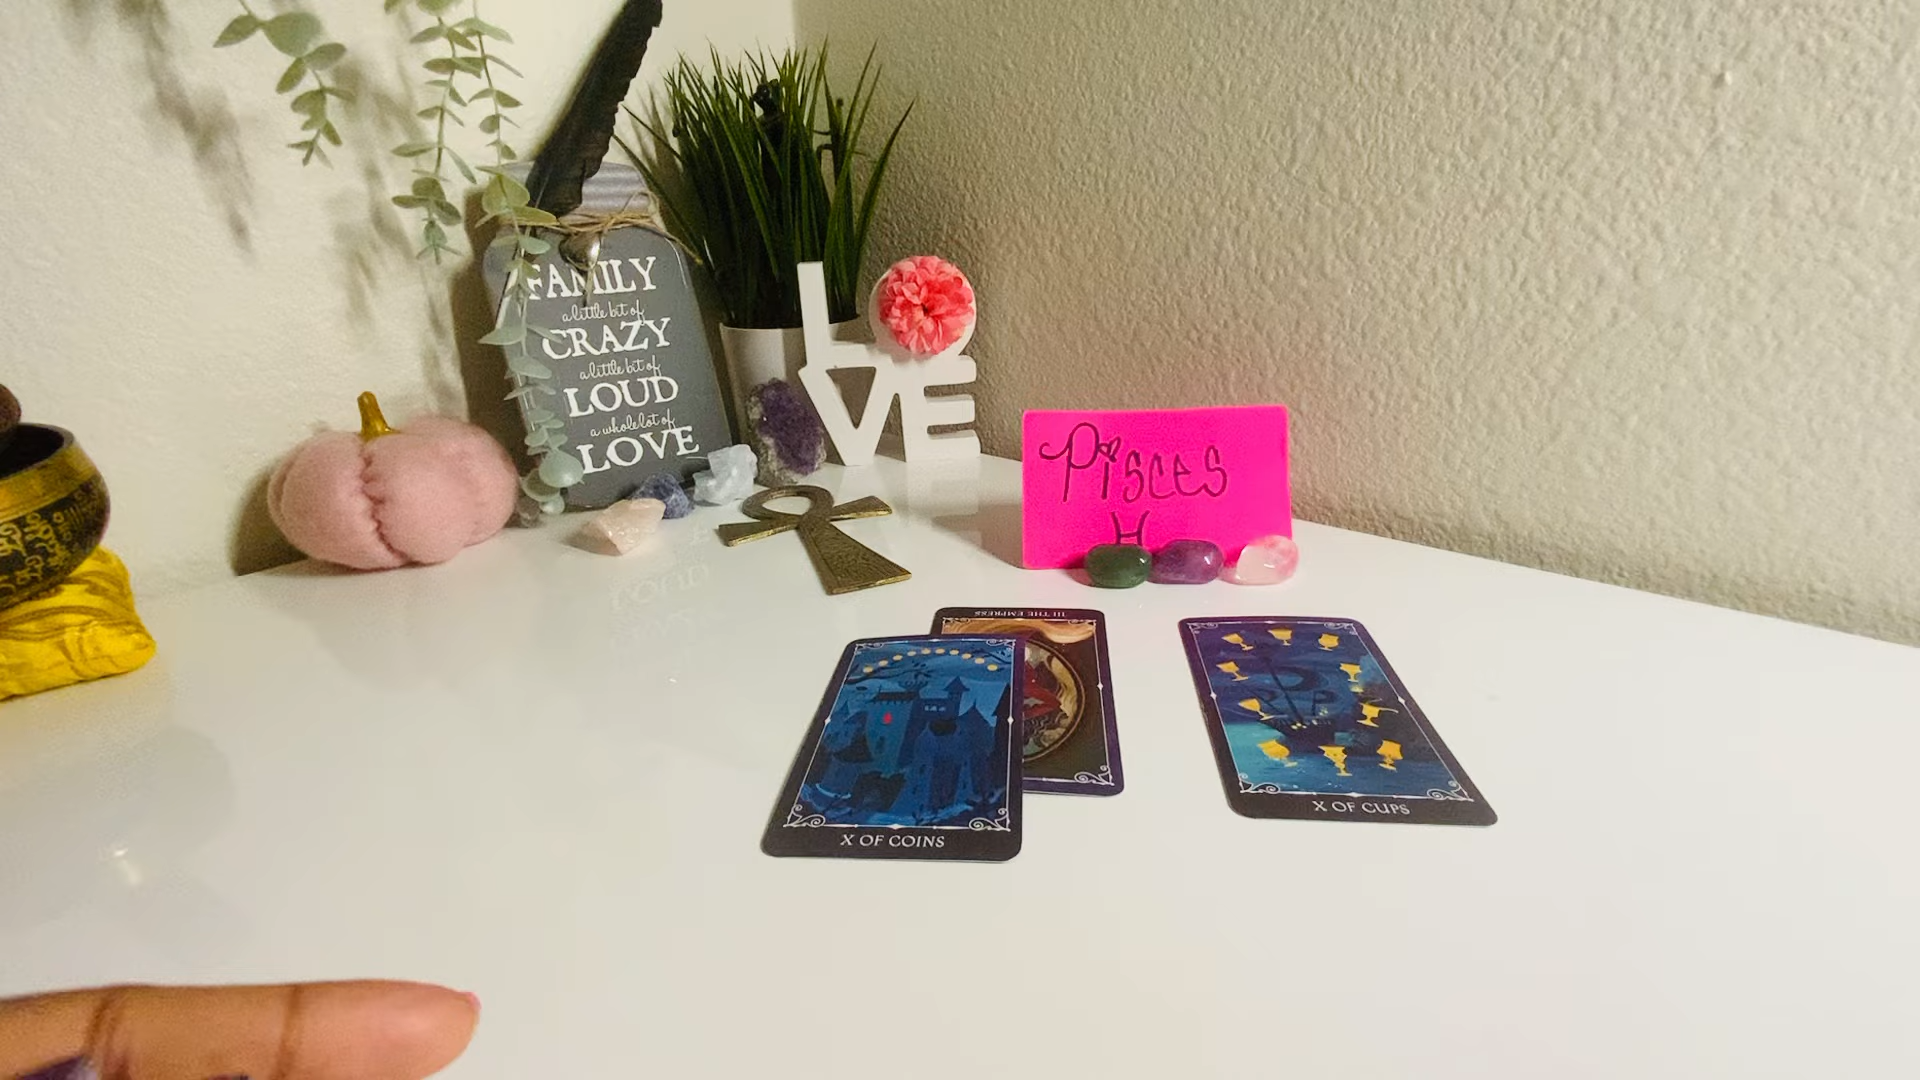 FAMILY
a little bit of
CRAZY
a little bit of
LOUD
a whole lot of
LOVE
LOVE
Pisces
III THE EMPRESS
X OF COINS
X OF CUPS